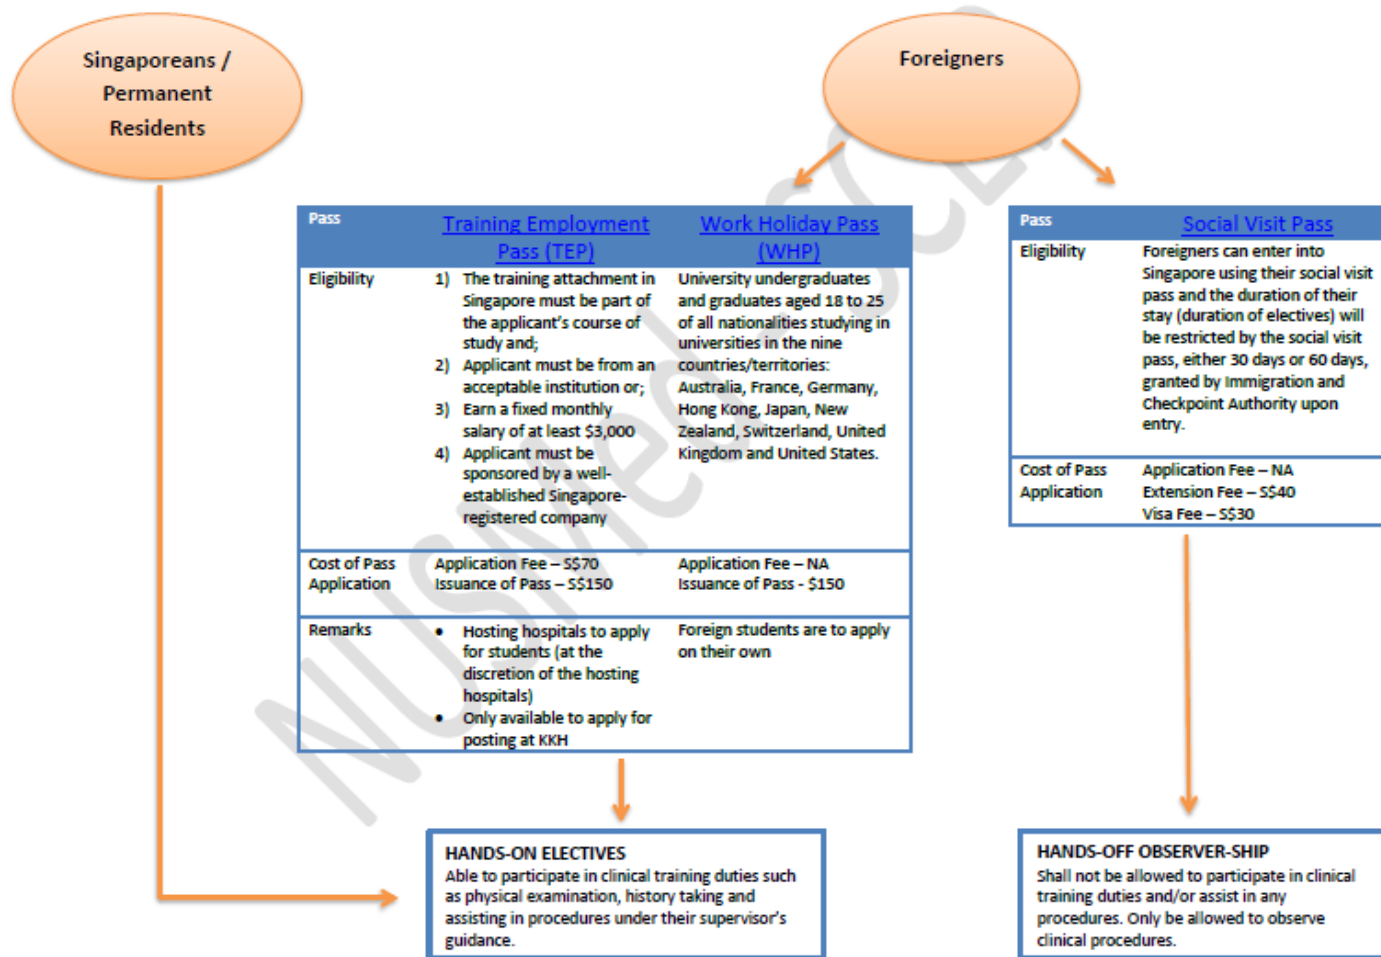 Singaporeans /
Permanent
Residents
Foreigners
Pass
Training Employment
Pass (TEP)
Work Holiday Pass
(WHP)
Eligibility
1) The training attachment in
Singapore must be part of
the applicant's course of
study and;
2) Applicant must be from an
acceptable institution or;
3) Earn a fixed monthly
salary of at least $3,000
4) Applicant must be
sponsored by a well-
established Singapore-
registered company
University undergraduates
and graduates aged 18 to 25
of all nationalities studying in
universities in the nine
countries/territories:
Australia, France, Germany,
Hong Kong, Japan, New
Zealand, Switzerland, United
Kingdom and United States.
Cost of Pass
Application
Application Fee – S$70
Issuance of Pass – S$150
Application Fee – NA
Issuance of Pass - $150
Remarks
• Hosting hospitals to apply
for students (at the
discretion of the hosting
hospitals)
• Only available to apply for
posting at KKH
Foreign students are to apply
on their own
Pass
Social Visit Pass
Eligibility
Foreigners can enter into
Singapore using their social visit
pass and the duration of their
stay (duration of electives) will
be restricted by the social visit
pass, either 30 days or 60 days,
granted by Immigration and
Checkpoint Authority upon
entry.
Cost of Pass
Application
Application Fee – NA
Extension Fee – S$40
Visa Fee – S$30
HANDS-ON ELECTIVES
Able to participate in clinical training duties such
as physical examination, history taking and
assisting in procedures under their supervisor's
guidance.
HANDS-OFF OBSERVER-SHIP
Shall not be allowed to participate in clinical
training duties and/or assist in any
procedures. Only be allowed to observe
clinical procedures.
NUSMed